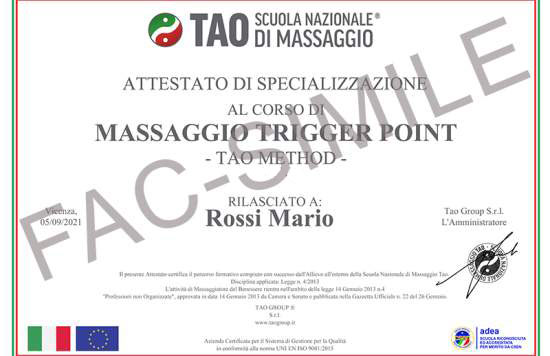 TAO SCUOLA NAZIONALE®
DI MASSAGGIO
ATTESTATO DI SPECIALIZZAZIONE
AL CORSO DI
MASSAGGIO TRIGGER POINT
- TAO METHOD -
FAC-SIMILE
RILASCIATO A:
Rossi Mario
Vicenza,
05/09/2021
Tao Group S.r.l.
L'Amministratore
Il presente Attestato certifica il percorso formativo compiuto con successo dall'Allievo all'interno della Scuola Nazionale di Massaggio Tao.
Disciplina applicata: Legge n. 4/2013
L'attività di Massaggiatore del Benessere rientra nell'ambito della legge 14 Gennaio 2013 n.4
"Professioni non Organizzate", approvata in data 14 Gennaio 2013 da Camera e Senato e pubblicata nella Gazzetta Ufficiale n. 22 del 26 Gennaio.
TAO GROUP ®
S.r.l.
www.taogroup.it
Azienda Certificata per il Sistema di Gestione per la Qualità
in conformità alla norma UNI EN ISO 9001:2015
adea
SCUOLA RICONOSCIUTA
ED ACCREDITATA
PER MERITO DA CSEN